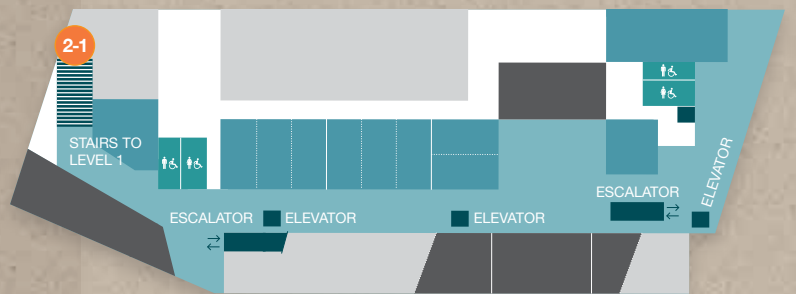 2-1
STAIRS TO
LEVEL 1
ESCALATOR
ELEVATOR
ELEVATOR
ESCALATOR
ELEVATOR